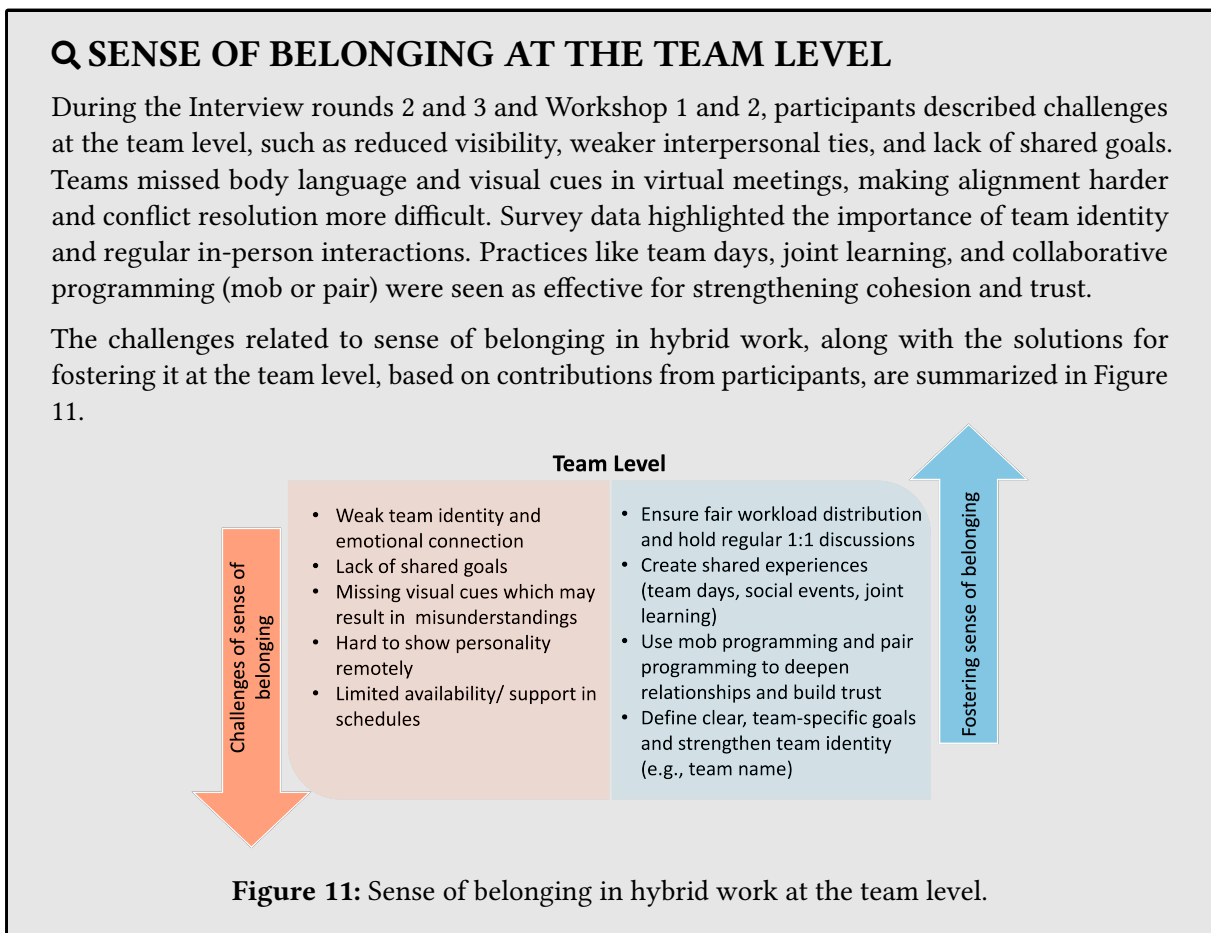 SENSE OF BELONGING AT THE TEAM LEVEL
During the Interview rounds 2 and 3 and Workshop 1 and 2, participants described challenges
at the team level, such as reduced visibility, weaker interpersonal ties, and lack of shared goals.
Teams missed body language and visual cues in virtual meetings, making alignment harder
and conflict resolution more difficult. Survey data highlighted the importance of team identity
and regular in-person interactions. Practices like team days, joint learning, and collaborative
programming (mob or pair) were seen as effective for strengthening cohesion and trust.
The challenges related to sense of belonging in hybrid work, along with the solutions for
fostering it at the team level, based on contributions from participants, are summarized in Figure
11.
Team Level
Challenges of sense of
belonging
• Weak team identity and
emotional connection
• Lack of shared goals
• Missing visual cues which may
result in  misunderstandings
• Hard to show personality
remotely
• Limited availability/ support in
schedules
• Ensure fair workload distribution
and hold regular 1:1 discussions
• Create shared experiences
(team days, social events, joint
learning)
• Use mob programming and pair
programming to deepen
relationships and build trust
• Define clear, team-specific goals
and strengthen team identity
(e.g., team name)
Fostering sense of belonging
Figure 11: Sense of belonging in hybrid work at the team level.